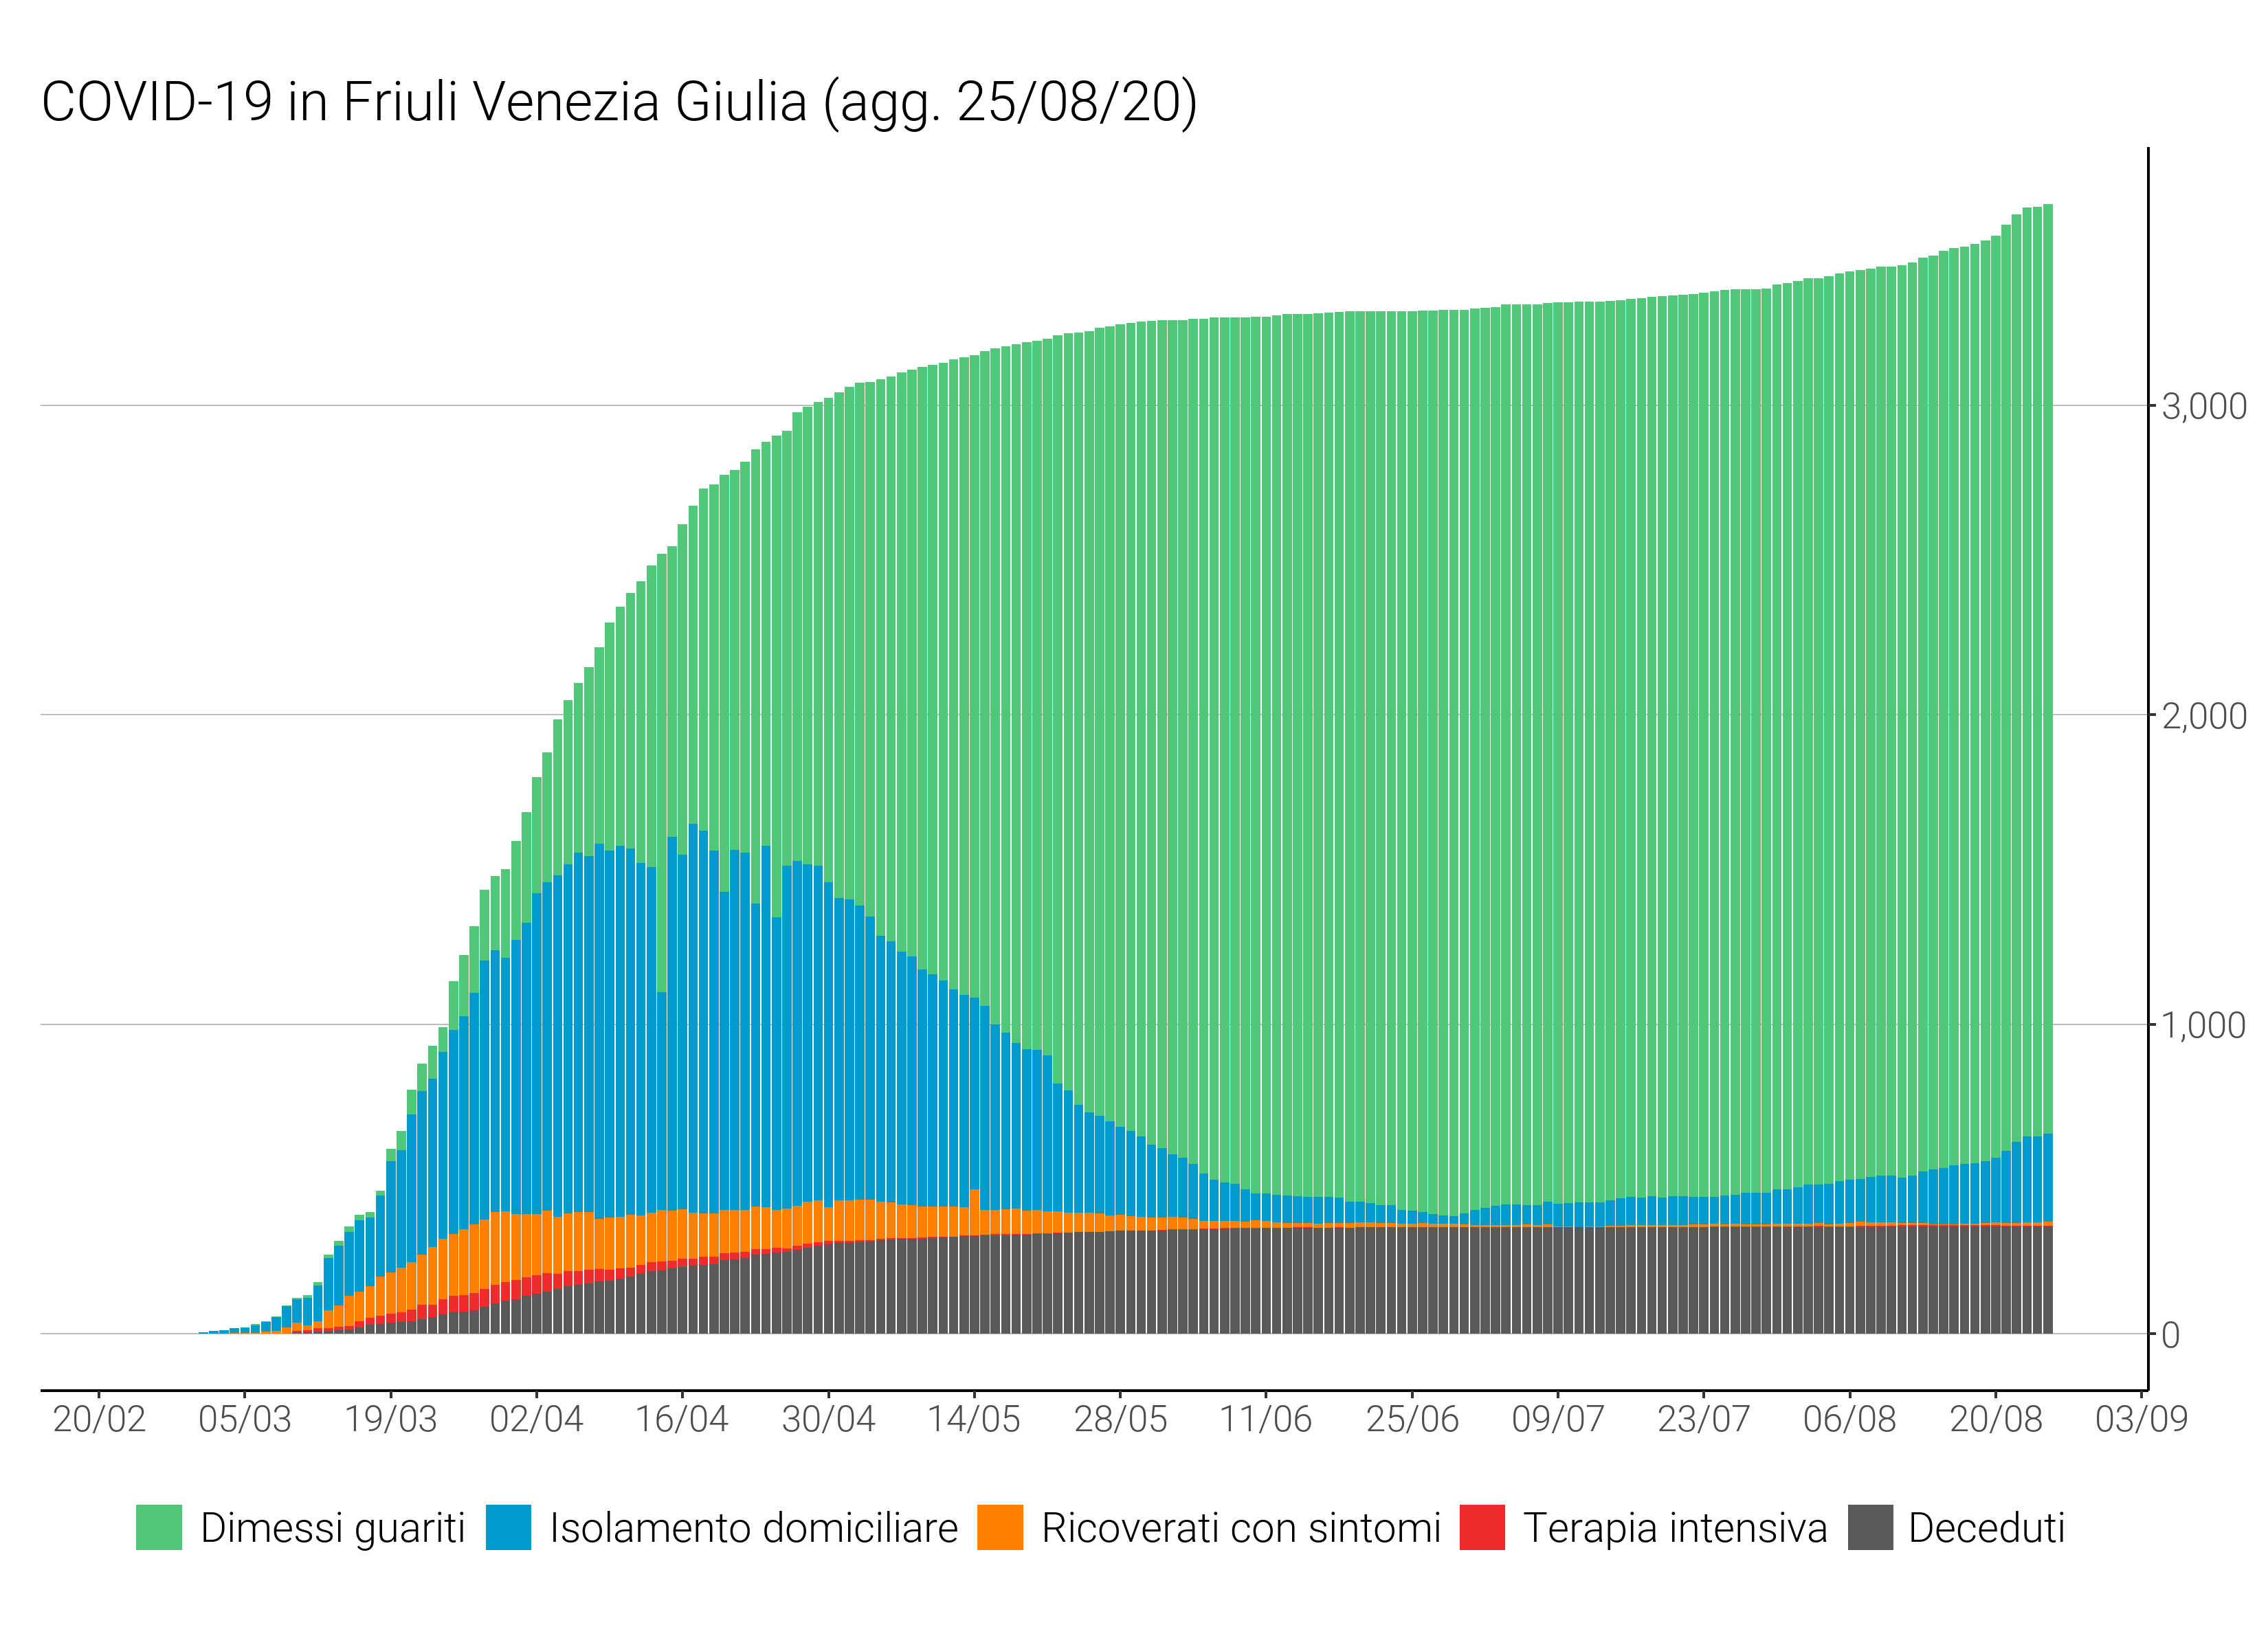 COVID-19 in Friuli Venezia Giulia (agg. 25/08/20)
3,000
2,000
1,000
0
20/02 05/03 19/03 02/04 16/04 30/04 14/05 28/05 11/06 25/06 09/07 23/07 06/08 20/08 03/09
Dimessi guariti Isolamento domiciliare Ricoverati con sintomi Terapia intensiva Deceduti